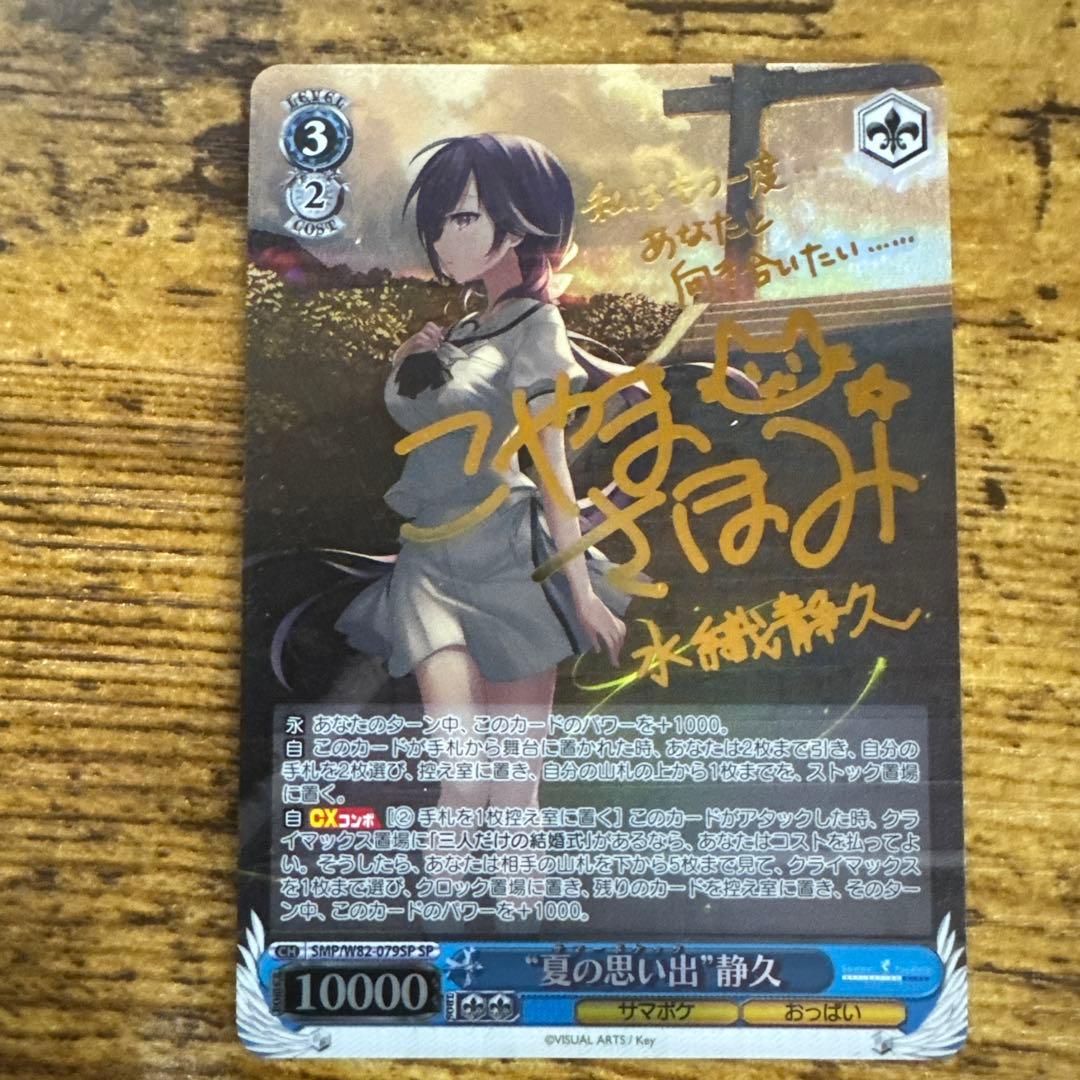 LEVEL
3
2
COST
私はもう一度…
あなたと
向き合いたい……
こやま
さほみ
水織静久
永 あなたのターン中、このカードのパワーを+1000。
自 このカードが手札から舞台に置かれた時、あなたは2枚まで引き、自分の
手札を2枚選び、控え室に置き、自分の山札の上から1枚までを、ストック置場
に置く。
自 CXコンボ [② 手札を1枚控え室に置く] このカードがアタックした時、クラ
イマックス置場に「三人だけの結婚式」があるなら、あなたはコストを払ってよ
い。そうしたら、あなたは相手の山札を下から5枚まで見て、クライマックス
を1枚まで選び、クロック置場に置き、残りのカードを控え室に置き、そのター
ン中、このカードのパワーを+1000。
CH SMP/W82-079SP SP
"夏の思い出"静久
POWER 10000
サマポケ おっぱい
©VISUAL ARTS / Key